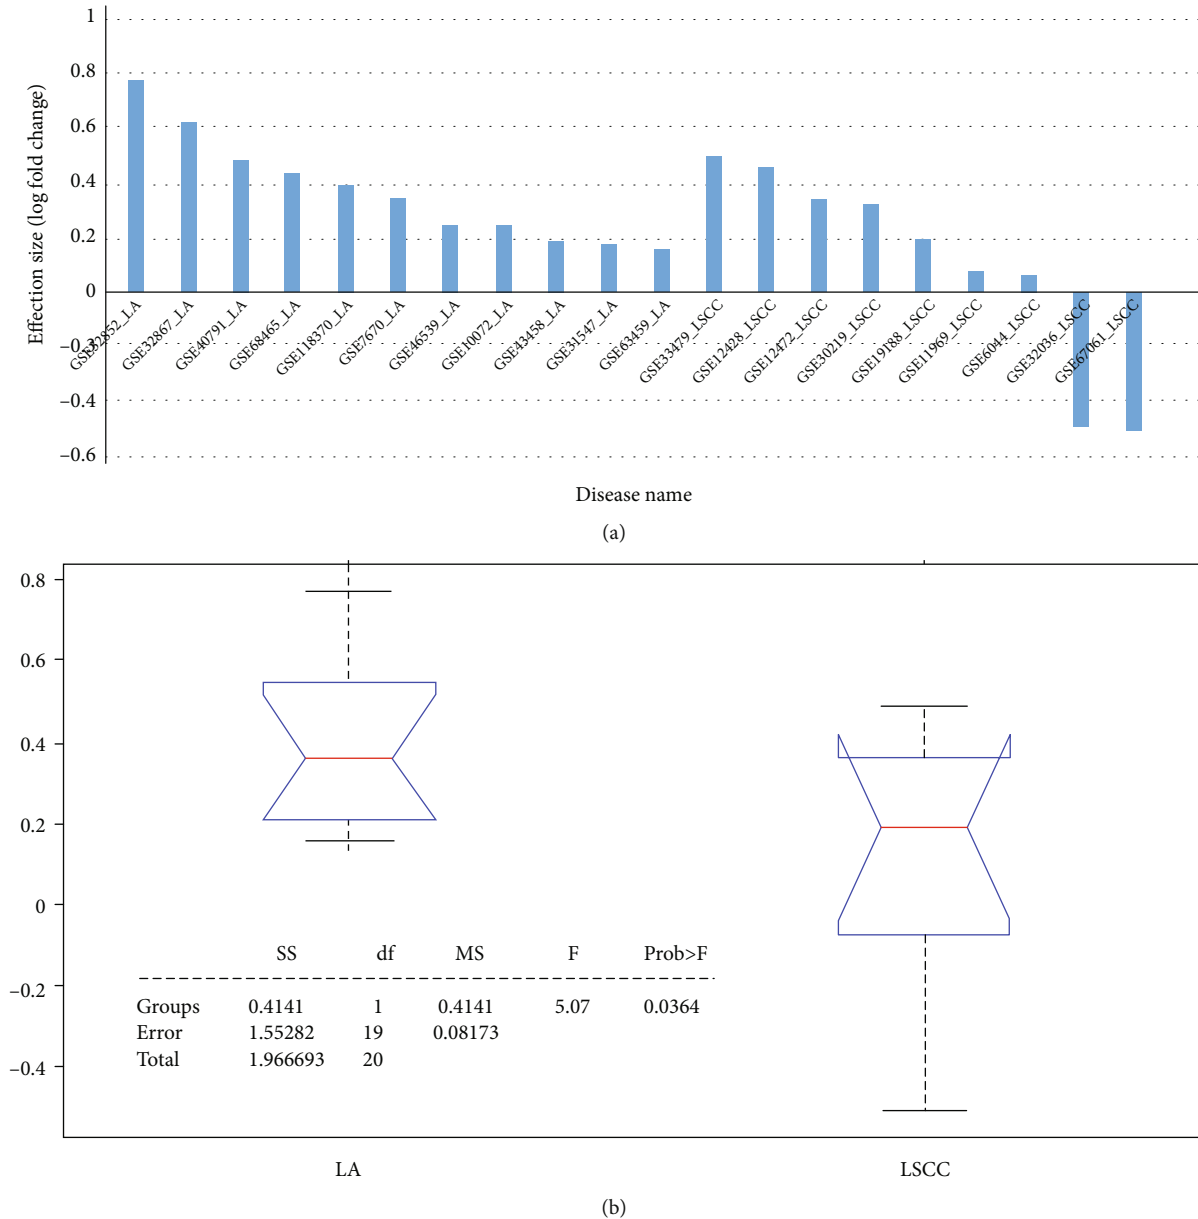 1
0.8
0.6
0.4
0.2
0
–0.3
–0.4
–0.6
Effection size (log fold change)
GSE32852_LA
GSE32867_LA
GSE40791_LA
GSE68465_LA
GSE118370_LA
GSE7670_LA
GSE46539_LA
GSE10072_LA
GSE43458_LA
GSE31547_LA
GSE63459_LA
GSE33479_LSCC
GSE12428_LSCC
GSE12472_LSCC
GSE30219_LSCC
GSE19188_LSCC
GSE11969_LSCC
GSE6044_LSCC
GSE32036_LSCC
GSE67061_LSCC
Disease name
(a)
0.8
0.6
0.4
0.2
0
–0.2
–0.4
SS df MS F Prob>F
Groups 0.4141 1 0.4141 5.07 0.0364
Error 1.55282 19 0.08173
Total 1.966693 20
LA LSCC
(b)